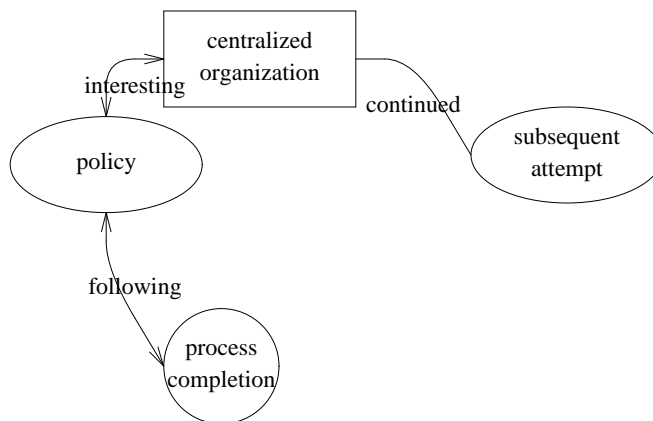 centralized
organization
interesting
continued
subsequent
attempt
policy
following
process
completion